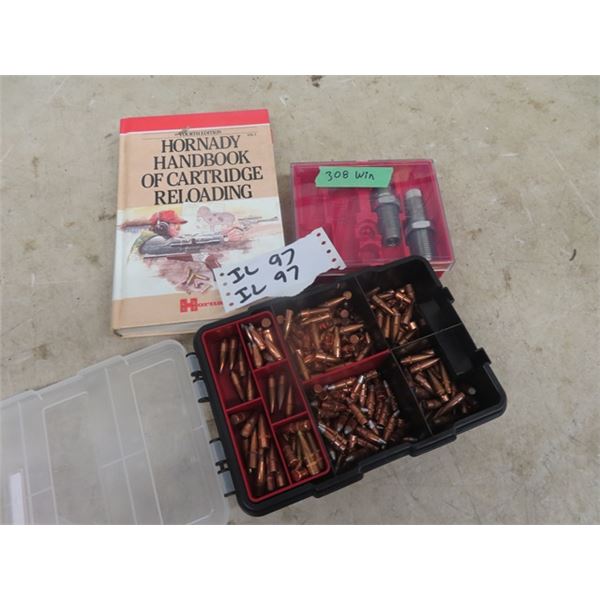 FOURTH EDITION
HORNADY
HANDBOOK
OF CARTRIDGE
RELOADING
308 Win
IL 97
IL 97